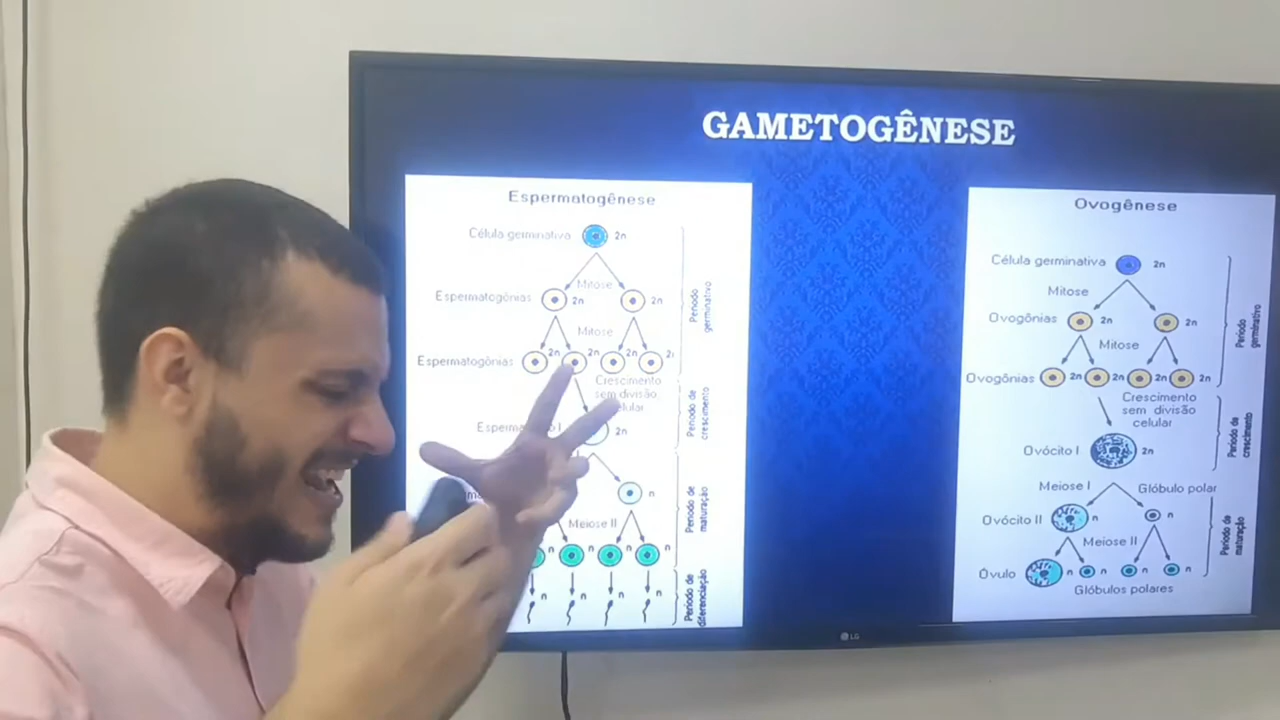 GAMETOGÊNESE
Espermatogênese
Célula germinativa 2n
Mitose
Espermatogônias 2n 2n
Mitose
Espermatogônias 2n 2n 2n
Crescimento
sem divisão
celular
2n
n
Meiose II
n n n n
n n n n
Período
germinativo
Período de
crescimento
Período de
maturação
Período de
diferenciação
Ovogênese
Célula germinativa 2n
Mitose
Ovogônias 2n 2n
Mitose
Ovogônias 2n 2n 2n 2n
Crescimento
sem divisão
celular
Ovócito I 2n
Meiose I Glóbulo polar
Ovócito II n n
Meiose II
Óvulo n n n n
Glóbulos polares
Período
germinativo
Período de
crescimento
Período de
maturação
LG